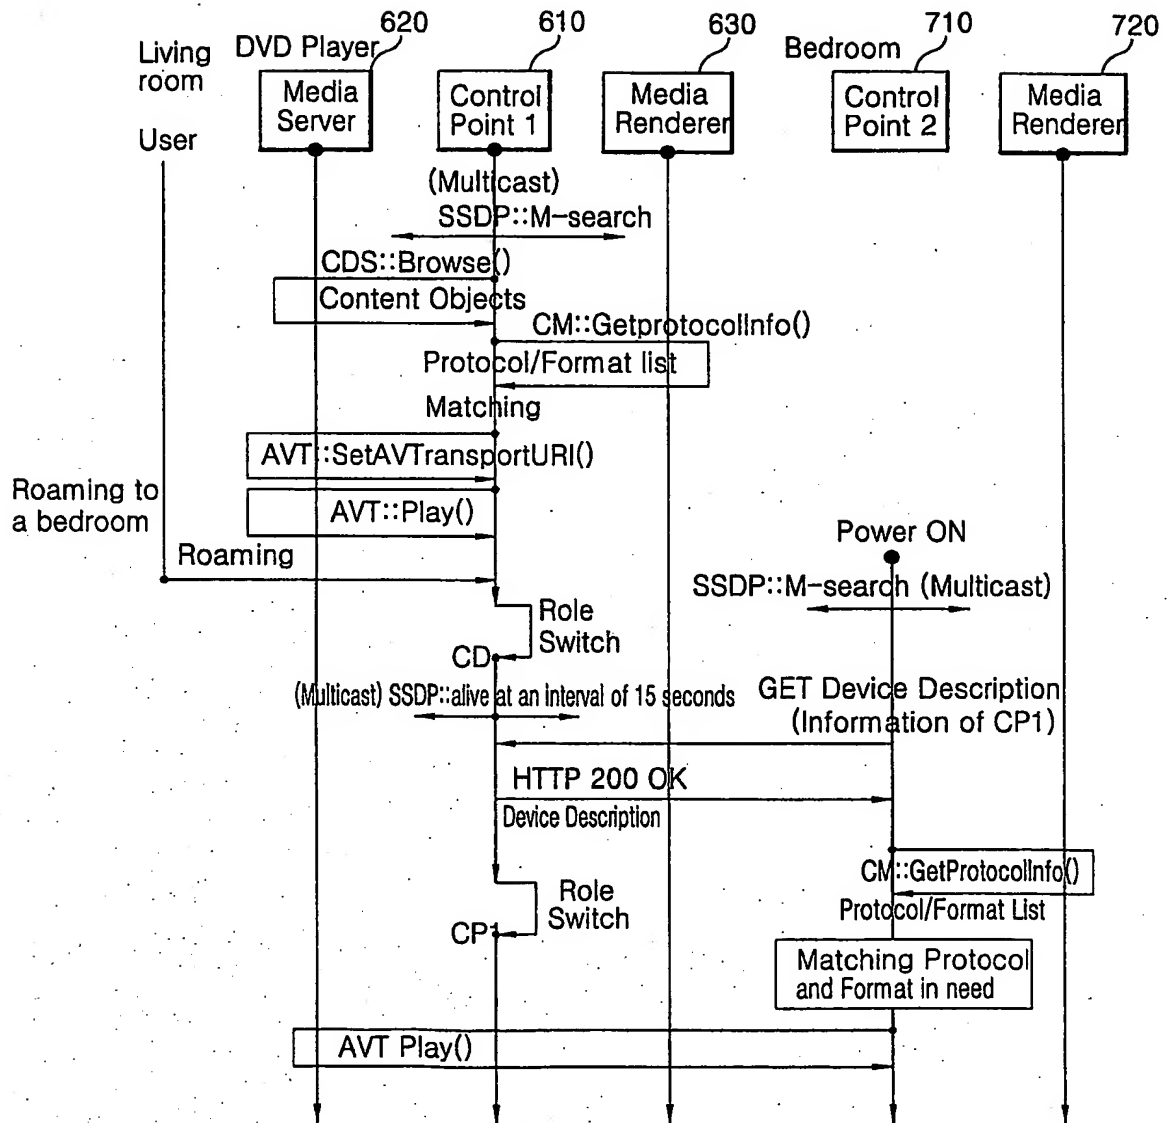 620
610
630
710
720
Living
room
DVD Player
Bedroom
Media
Server
Control
Point 1
Media
Renderer
Control
Point 2
Media
Renderer
User
(Multicast)
SSDP::M-search
CDS::Browse()
Content Objects
CM::GetprotocolInfo()
Protocol/Format list
Matching
AVT::SetAVTransportURI()
Roaming to
a bedroom
AVT::Play()
Power ON
Roaming
SSDP::M-search (Multicast)
Role
Switch
CD
(Multicast) SSDP::alive at an interval of 15 seconds
GET Device Description
(Information of CP1)
HTTP 200 OK
Device Description
CM::GetProtocolInfo()
Protocol/Format List
Role
Switch
CP1
Matching Protocol
and Format in need
AVT Play()